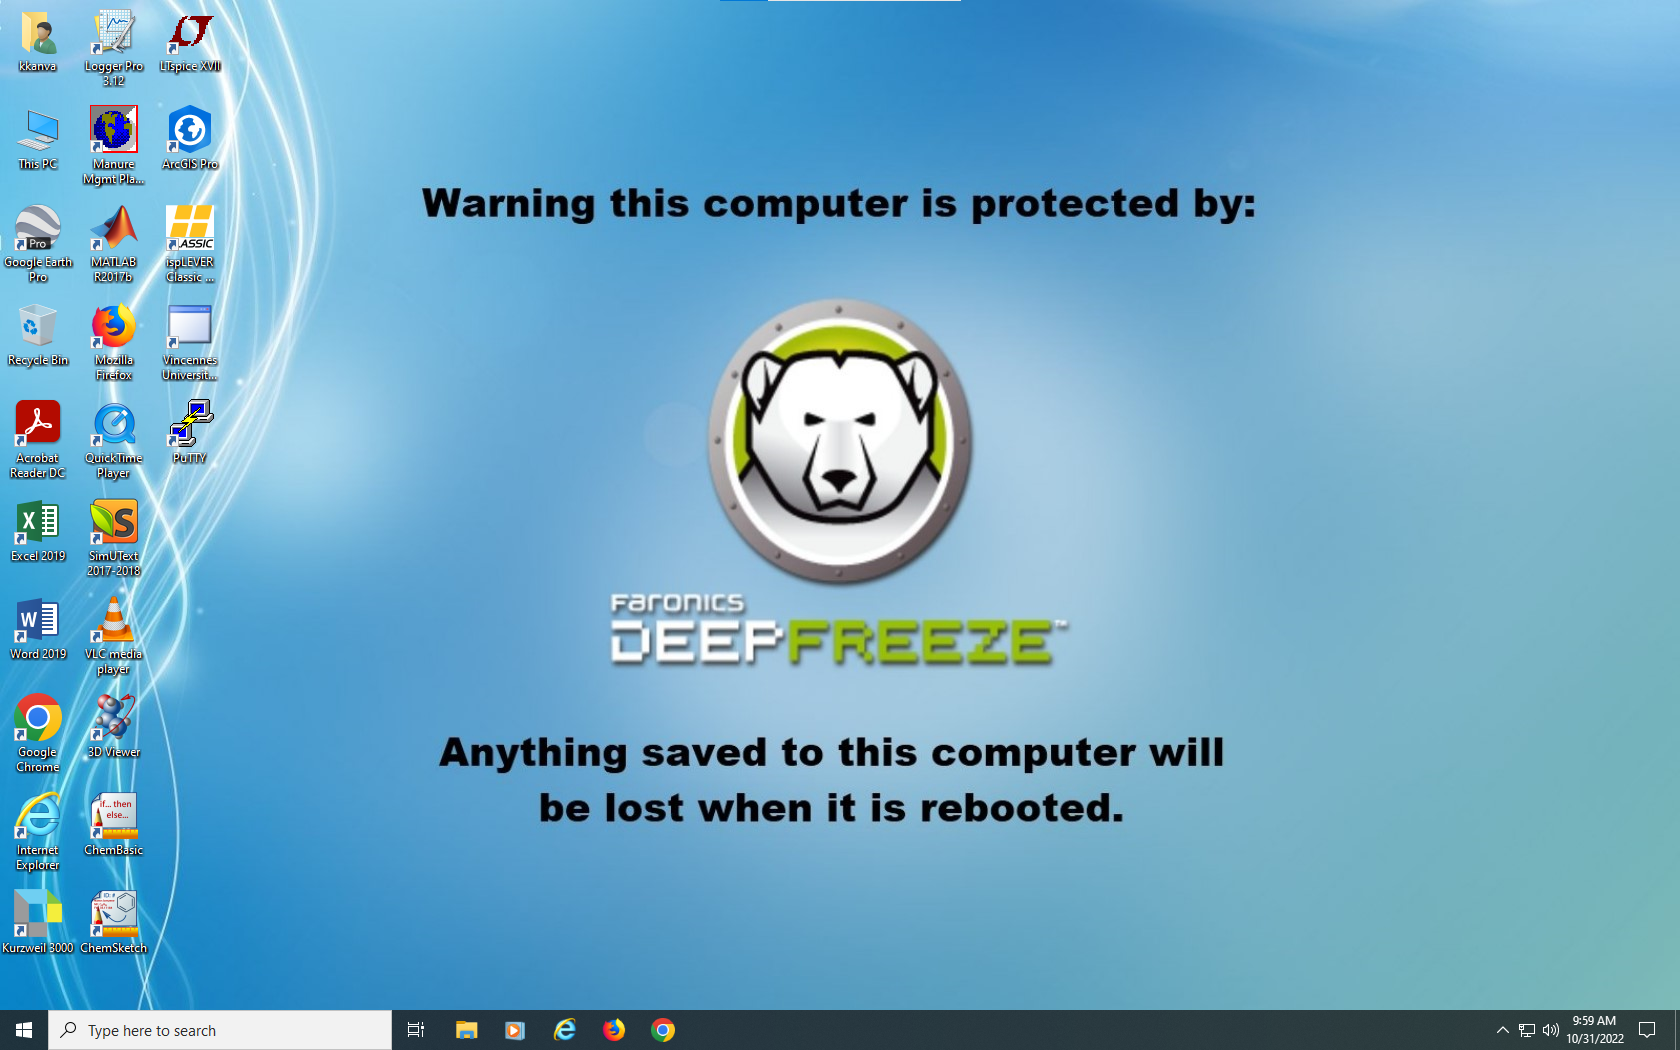 kkanva
Logger Pro
3.12
LTspice XVII
This PC
Manure
Mgmt Pla...
ArcGIS Pro
Pro
Google Earth
Pro
MATLAB
R2017b
ASSIC
ispLEVER
Classic ...
Recycle Bin
Mozilla
Firefox
Vincennes
Universit...
Acrobat
Reader DC
QuickTime
Player
PuTTY
X
Excel 2019
S
SimUText
2017-2018
W
Word 2019
VLC media
player
Google
Chrome
3D Viewer
Internet
Explorer
if... then
else...
ChemBasic
Kurzweil 3000
ID: #
ChemSketch
Warning this computer is protected by:
FARONICS
DEEPFREEZE™
Anything saved to this computer will
be lost when it is rebooted.
Type here to search
9:59 AM
10/31/2022